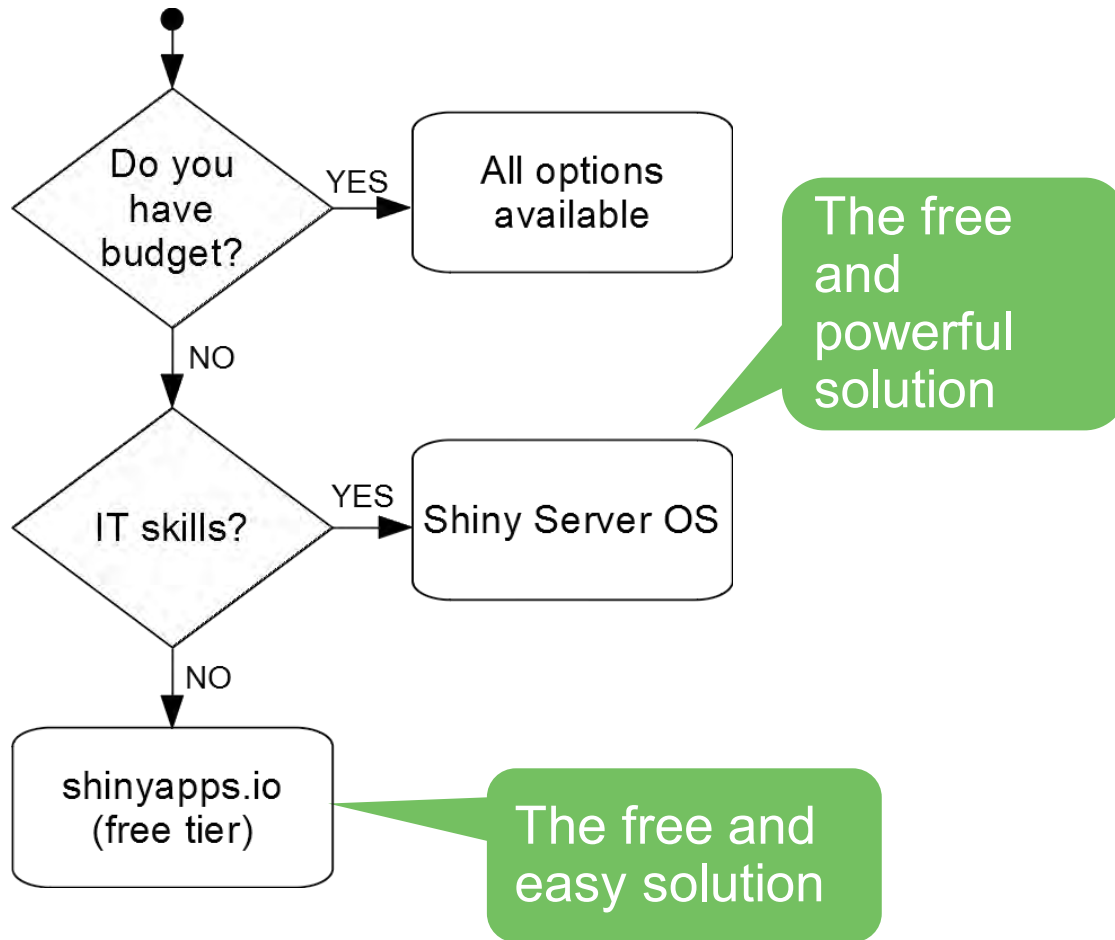 Do you
have
budget?
YES
All options
available
The free
and
powerful
solution
NO
IT skills?
YES
Shiny Server OS
NO
shinyapps.io
(free tier)
The free and
easy solution